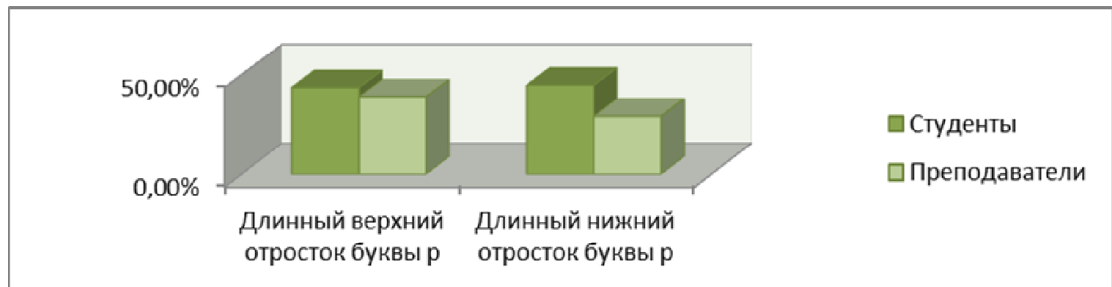 50,00%
0,00%
Длинный верхний
отросток буквы р
Длинный нижний
отросток буквы р
Студенты
Преподаватели